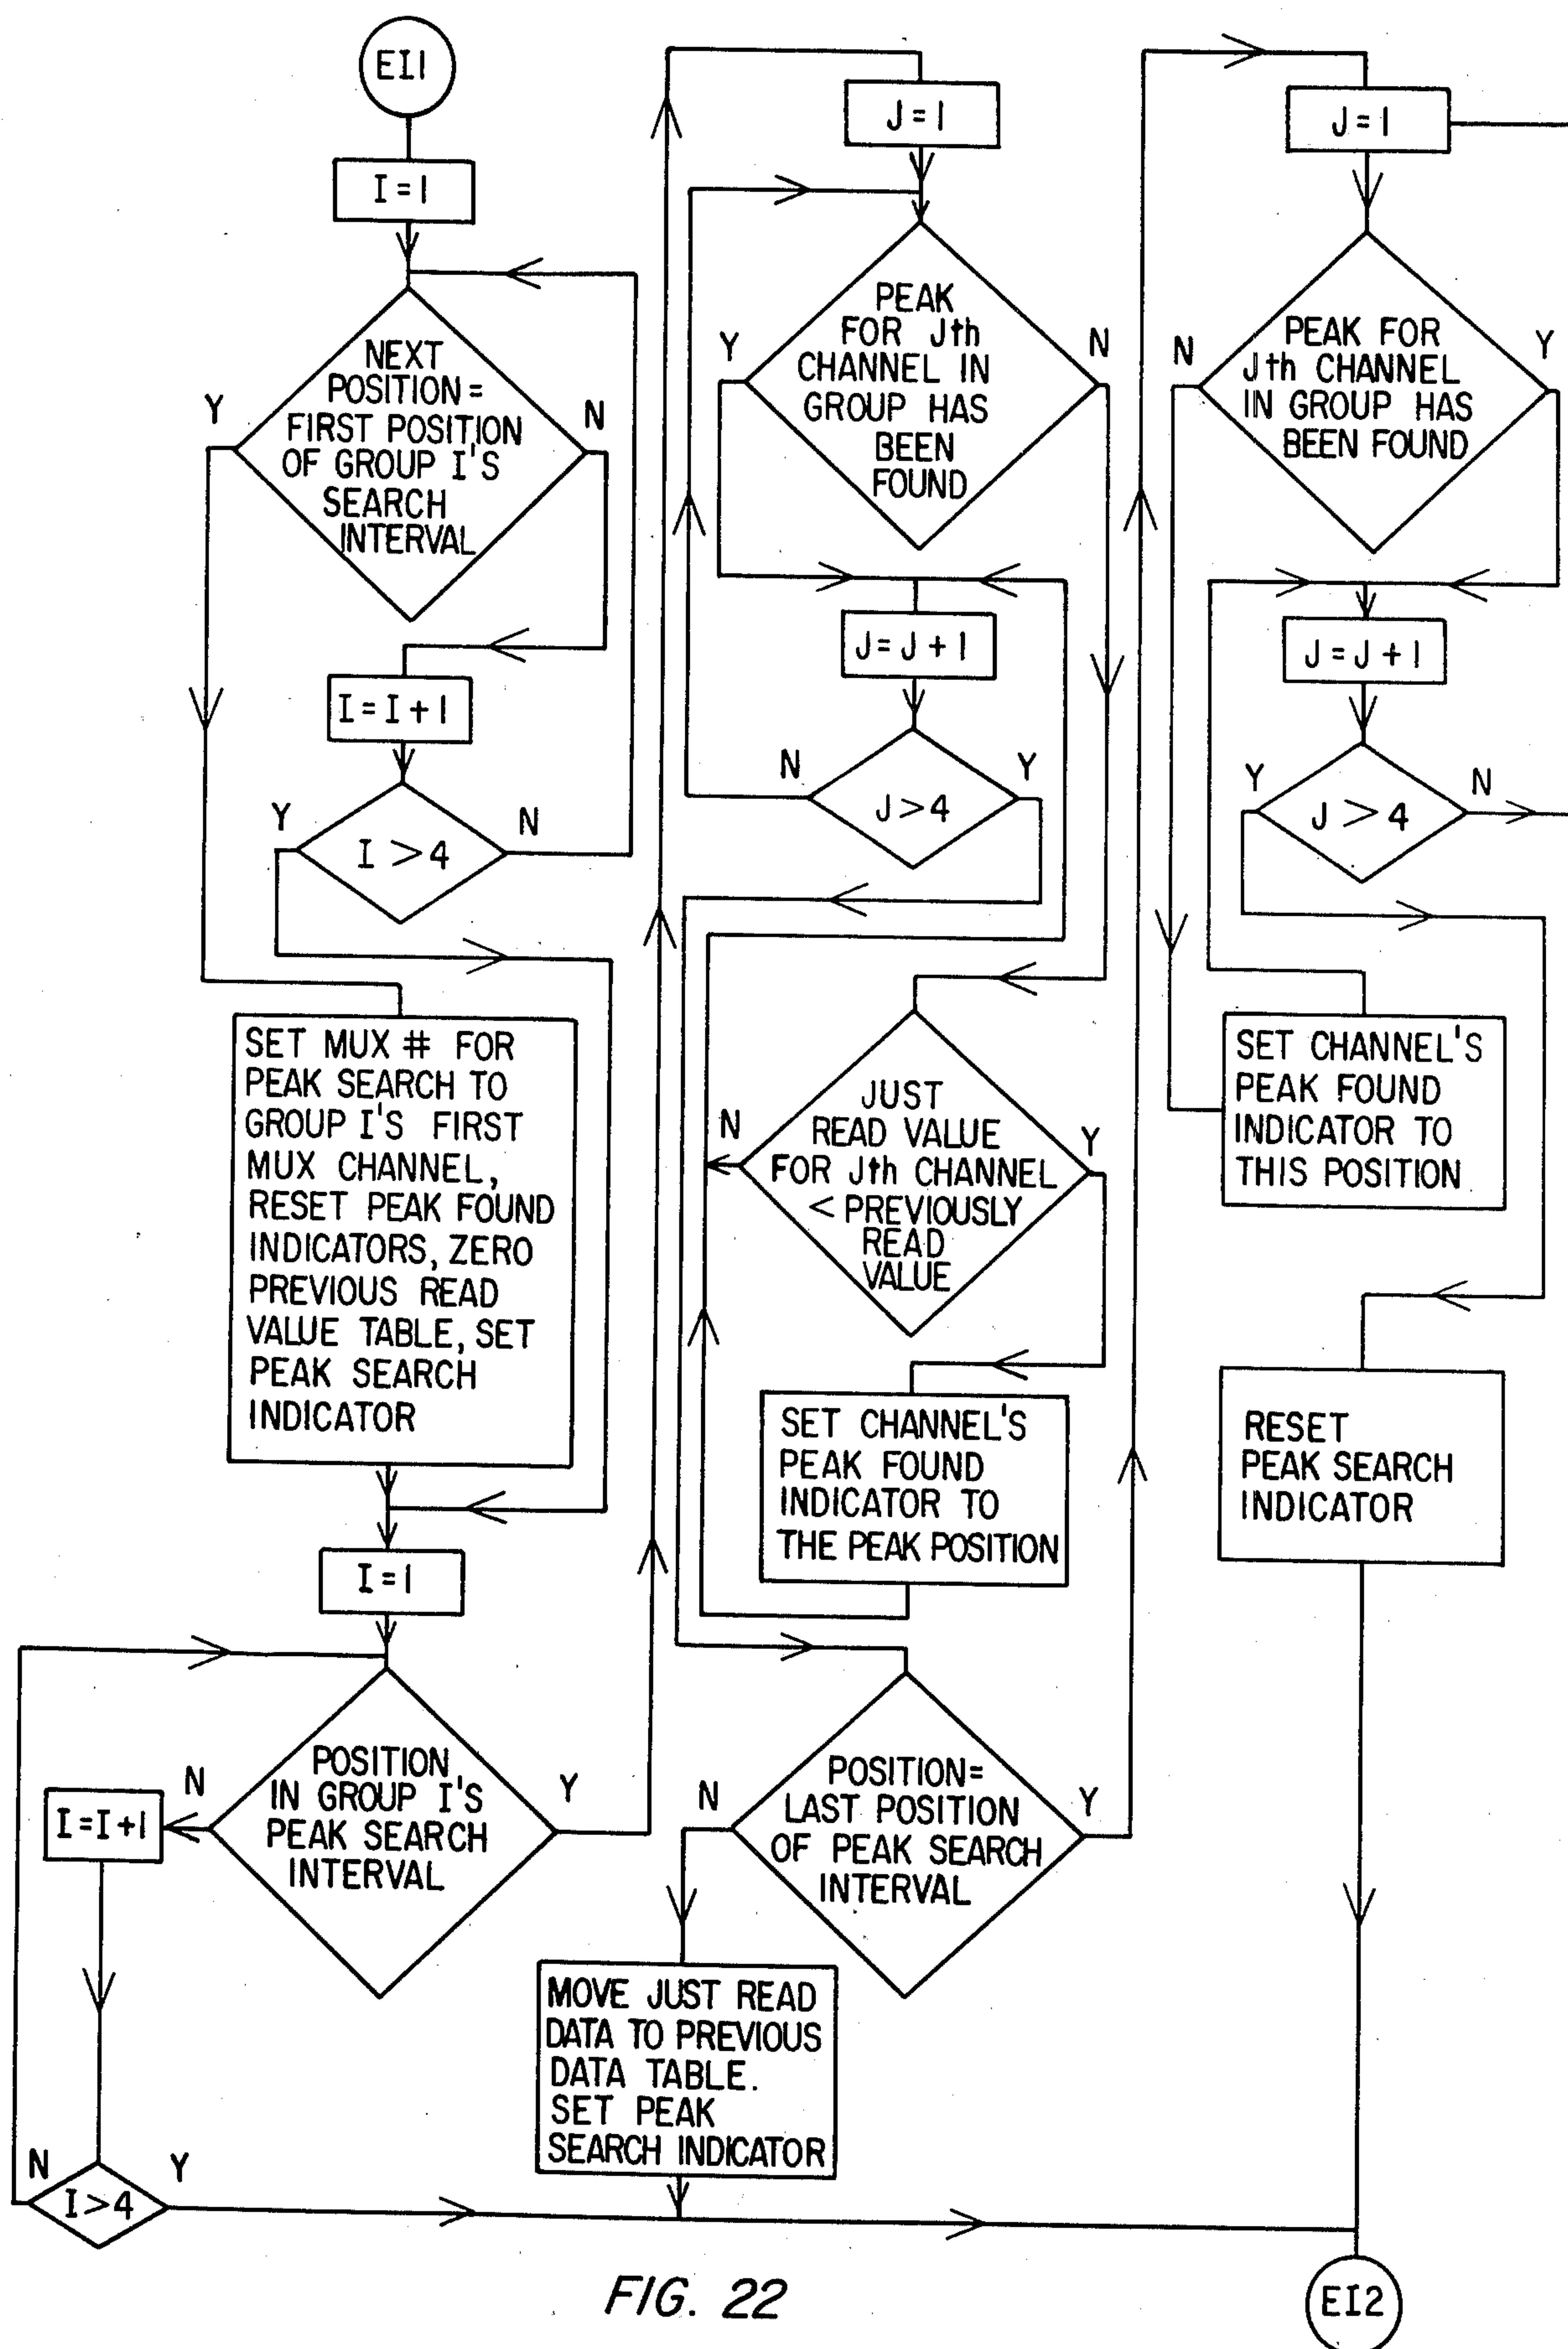 EI1
I=1
NEXT
POSITION=
FIRST POSITION
OF GROUP I'S
SEARCH
INTERVAL
Y
N
I=I+1
I>4
Y
N
SET MUX # FOR
PEAK SEARCH TO
GROUP I'S FIRST
MUX CHANNEL,
RESET PEAK FOUND
INDICATORS, ZERO
PREVIOUS READ
VALUE TABLE, SET
PEAK SEARCH
INDICATOR
I=1
POSITION
IN GROUP I'S
PEAK SEARCH
INTERVAL
N
Y
I=I+1
I>4
N
Y
J=1
PEAK
FOR Jth
CHANNEL IN
GROUP HAS
BEEN
FOUND
Y
N
J=J+1
J>4
N
Y
JUST
READ VALUE
FOR Jth CHANNEL
< PREVIOUSLY
READ
VALUE
N
Y
SET CHANNEL'S
PEAK FOUND
INDICATOR TO
THE PEAK POSITION
POSITION=
LAST POSITION
OF PEAK SEARCH
INTERVAL
N
Y
MOVE JUST READ
DATA TO PREVIOUS
DATA TABLE.
SET PEAK
SEARCH INDICATOR
J=1
PEAK FOR
Jth CHANNEL
IN GROUP HAS
BEEN FOUND
N
Y
J=J+1
J>4
Y
N
SET CHANNEL'S
PEAK FOUND
INDICATOR TO
THIS POSITION
RESET
PEAK SEARCH
INDICATOR
EI2
FIG. 22